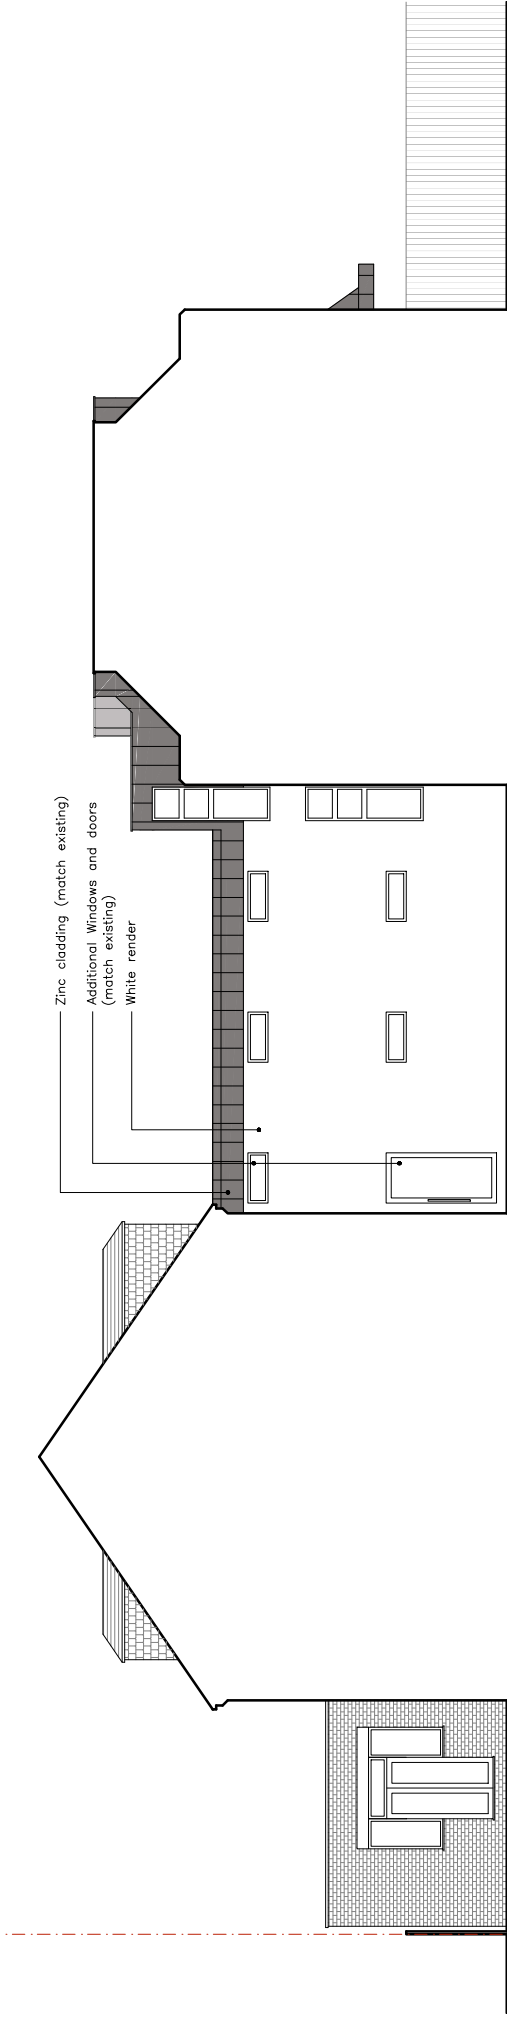 Zinc cladding (match existing)
Additional Windows and doors
(match existing)
White render